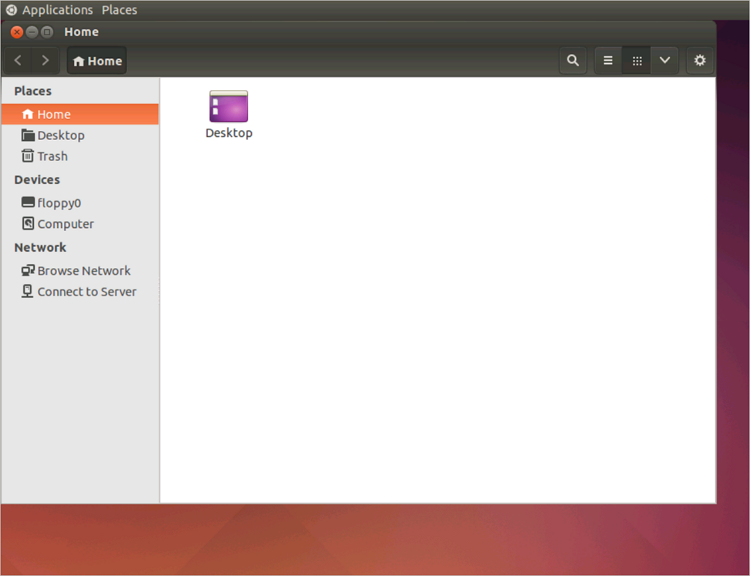 Applications Places
Home
Home
Places
Home
Desktop
Trash
Devices
floppy0
Computer
Network
Browse Network
Connect to Server
Desktop